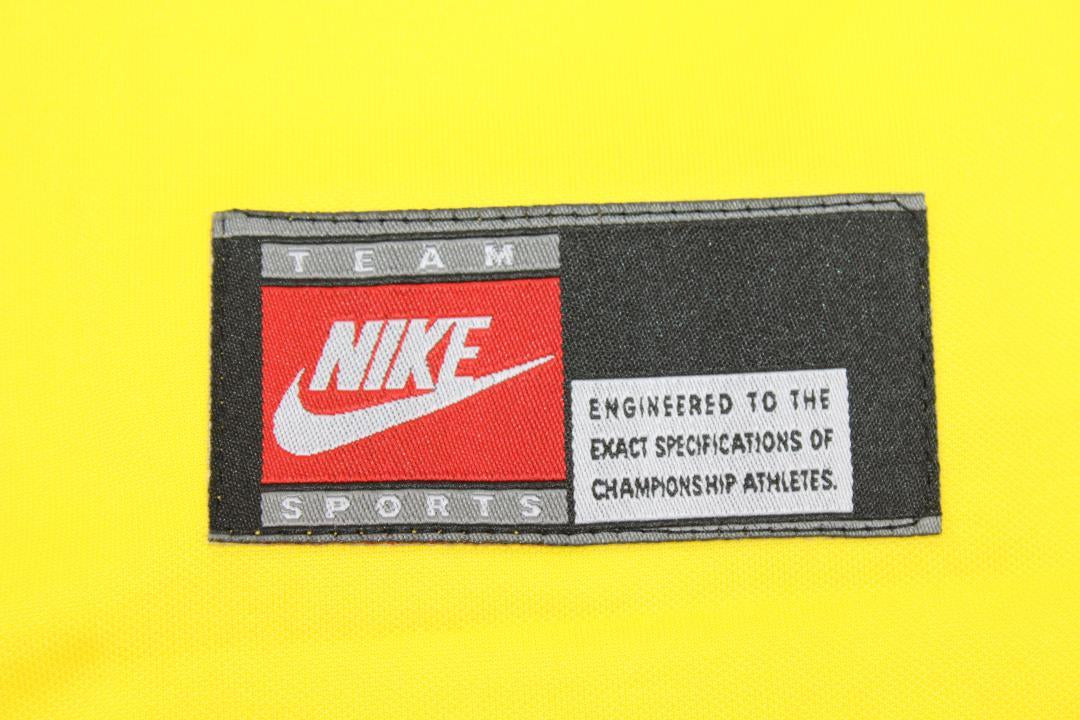 TEAM
NIKE
SPORTS
ENGINEERED TO THE
EXACT SPECIFICATIONS OF
CHAMPIONSHIP ATHLETES.